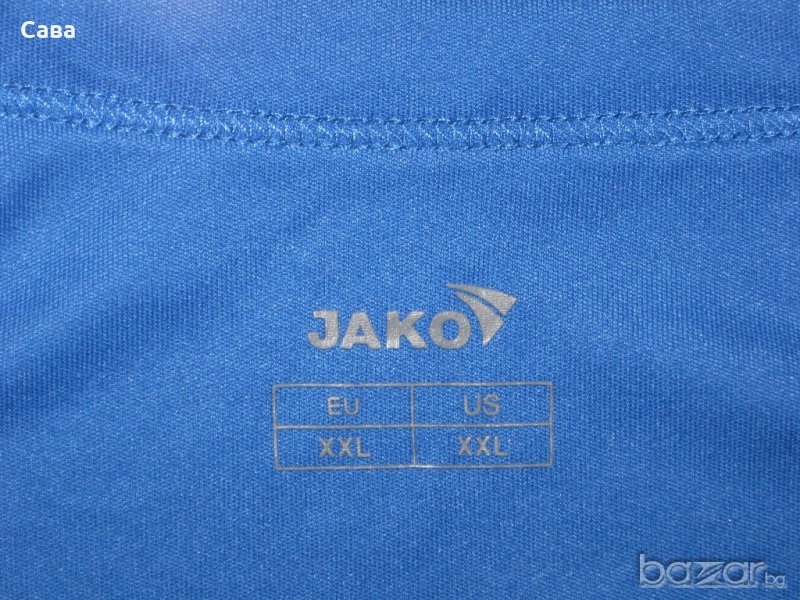 Сава
JAKO
EU US
XXL XXL
bazar.bg